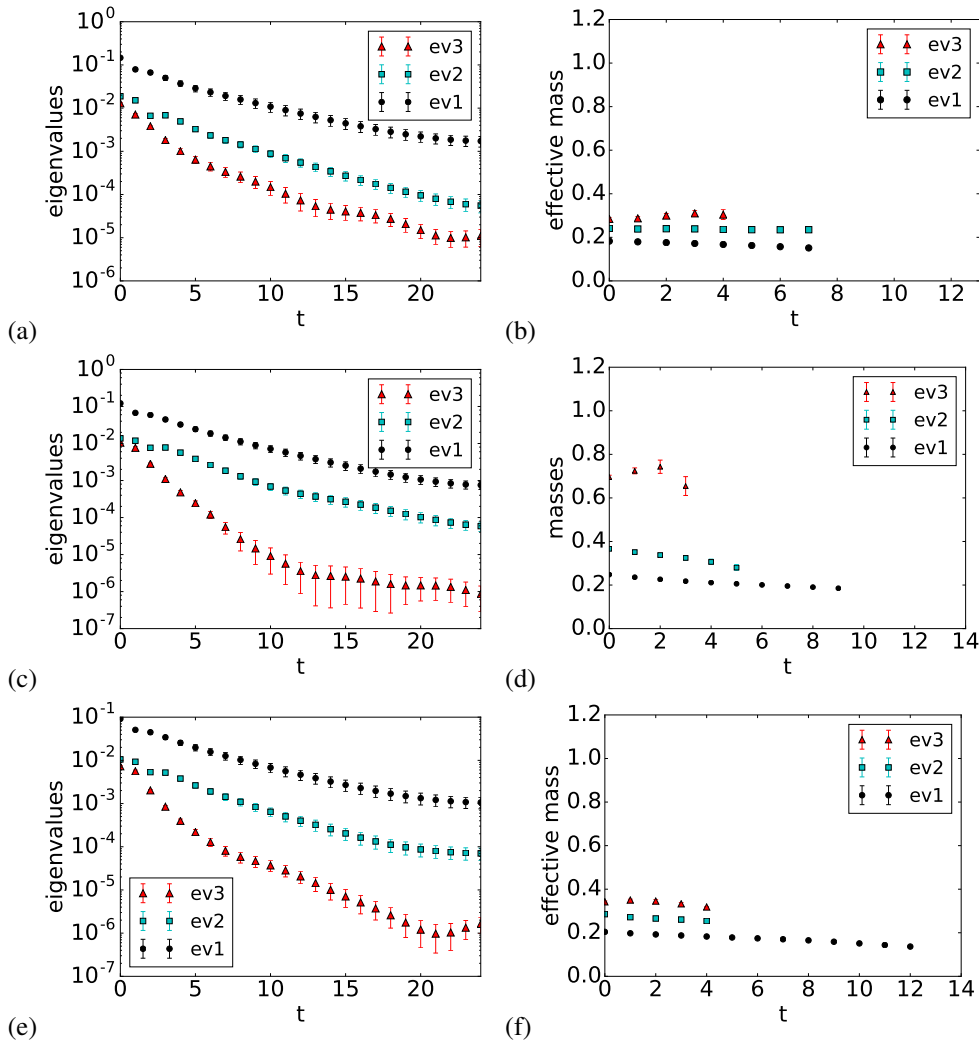 10^0
10^-1
10^-2
10^-3
10^-4
10^-5
10^-6
eigenvalues
0 5 10 15 20
t
ev3
ev2
ev1
(a)
1.2
1.0
0.8
0.6
0.4
0.2
0.0
effective mass
0 2 4 6 8 10 12
t
ev3
ev2
ev1
(b)
10^0
10^-1
10^-2
10^-3
10^-4
10^-5
10^-6
10^-7
eigenvalues
0 5 10 15 20
t
ev3
ev2
ev1
(c)
1.2
1.0
0.8
0.6
0.4
0.2
0.0
masses
0 2 4 6 8 10 12 14
t
ev3
ev2
ev1
(d)
10^-1
10^-2
10^-3
10^-4
10^-5
10^-6
10^-7
eigenvalues
0 5 10 15 20
t
ev3
ev2
ev1
(e)
1.2
1.0
0.8
0.6
0.4
0.2
0.0
effective mass
0 2 4 6 8 10 12 14
t
ev3
ev2
ev1
(f)